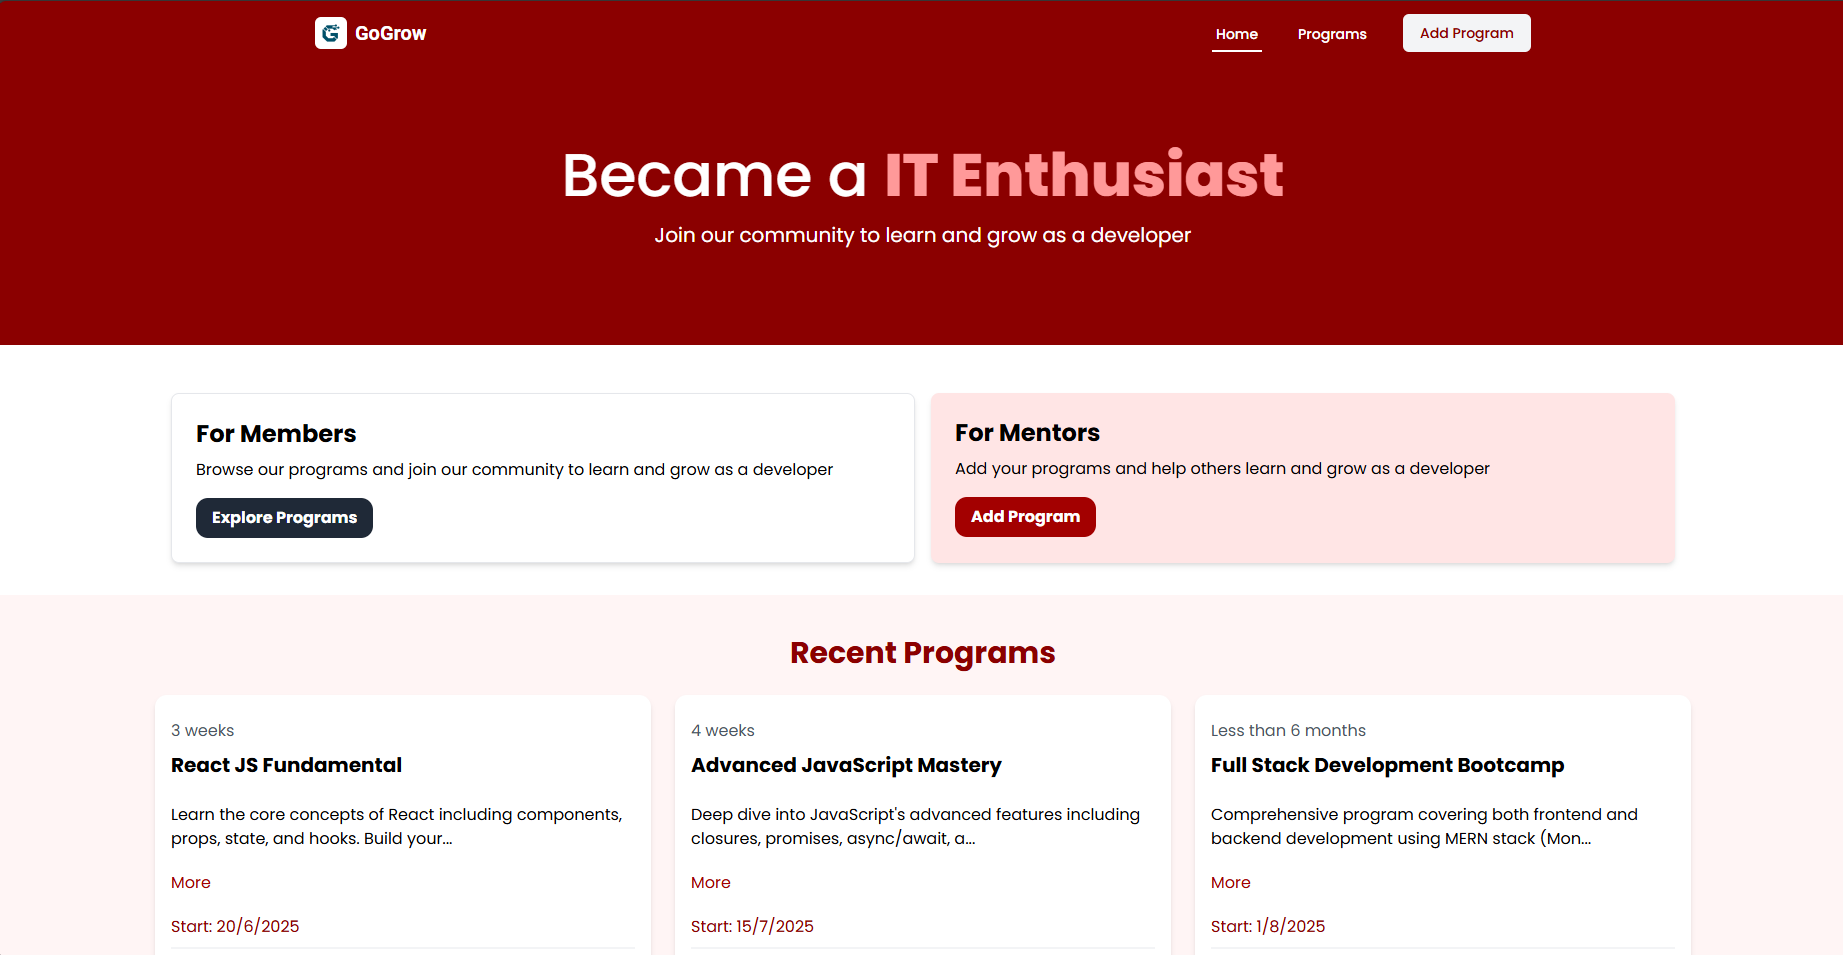 GoGrow
Home
Programs
Add Program
Became a IT Enthusiast
Join our community to learn and grow as a developer
For Members
Browse our programs and join our community to learn and grow as a developer
Explore Programs
For Mentors
Add your programs and help others learn and grow as a developer
Add Program
Recent Programs
3 weeks
React JS Fundamental
Learn the core concepts of React including components,
props, state, and hooks. Build your...
More
Start: 20/6/2025
4 weeks
Advanced JavaScript Mastery
Deep dive into JavaScript's advanced features including
closures, promises, async/await, a...
More
Start: 15/7/2025
Less than 6 months
Full Stack Development Bootcamp
Comprehensive program covering both frontend and
backend development using MERN stack (Mon...
More
Start: 1/8/2025